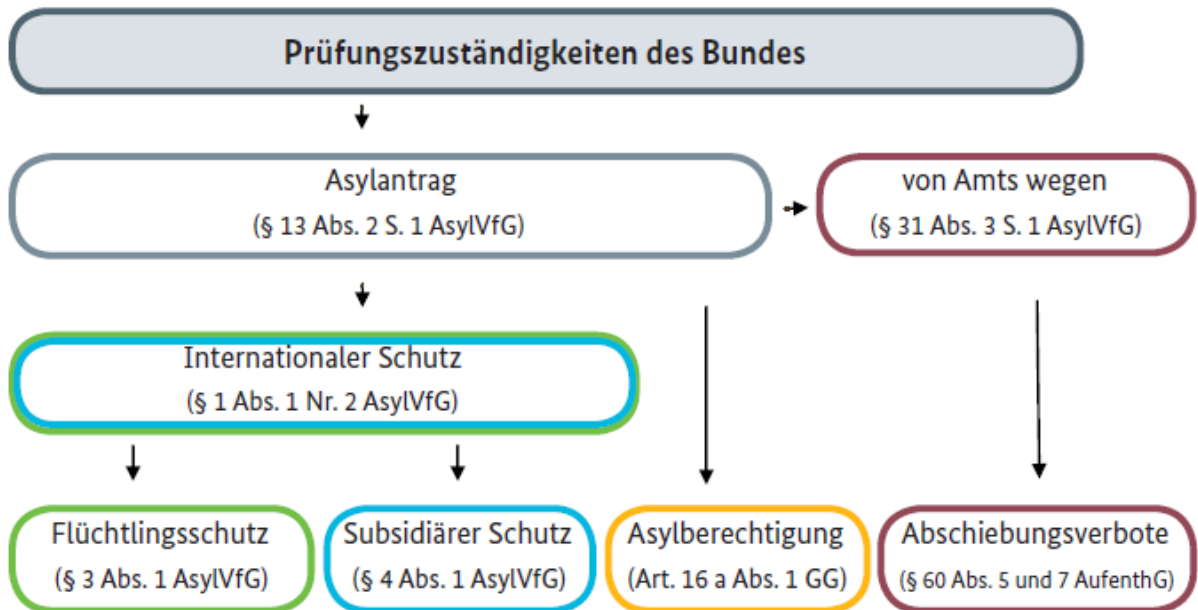 Prüfungszuständigkeiten des Bundes
Asylantrag
(§ 13 Abs. 2 S. 1 AsylVfG)
von Amts wegen
(§ 31 Abs. 3 S. 1 AsylVfG)
Internationaler Schutz
(§ 1 Abs. 1 Nr. 2 AsylVfG)
Flüchtlingsschutz
(§ 3 Abs. 1 AsylVfG)
Subsidiärer Schutz
(§ 4 Abs. 1 AsylVfG)
Asylberechtigung
(Art. 16 a Abs. 1 GG)
Abschiebungsverbote
(§ 60 Abs. 5 und 7 AufenthG)